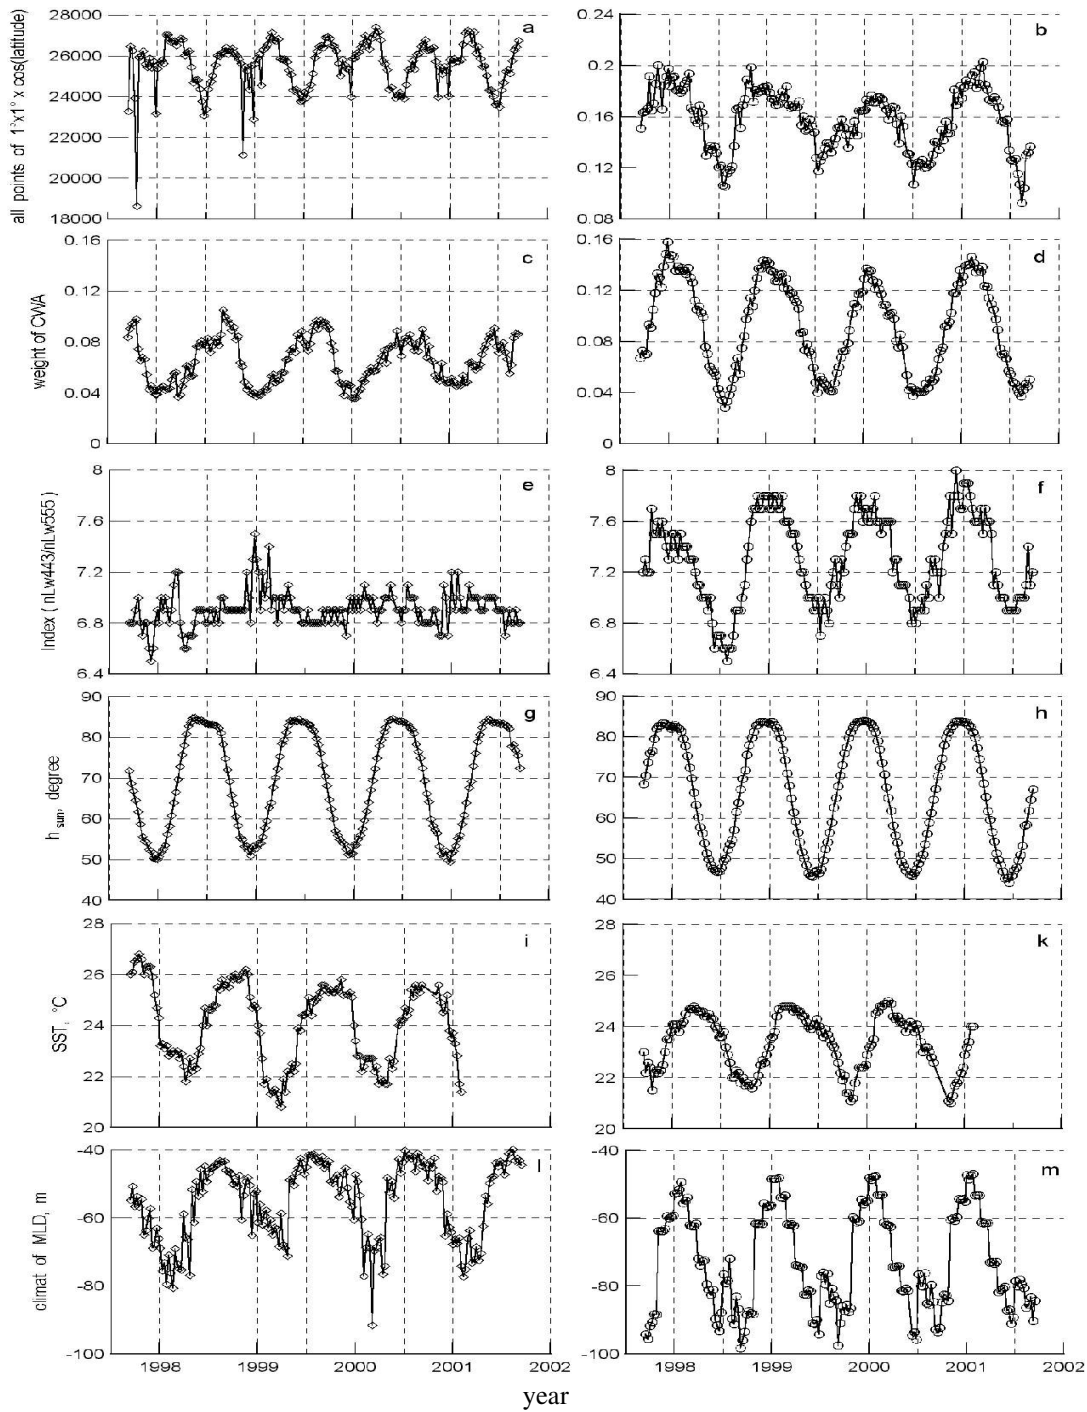 all points of 1°x1° x cos(latitude)
28000
26000
24000
22000
20000
18000
a
0.24
0.2
0.16
0.12
0.08
b
weight of CWA
0.16
0.12
0.08
0.04
0
c
0.16
0.12
0.08
0.04
0
d
Index ( nLw443/nLw555 )
8
7.6
7.2
6.8
6.4
e
8
7.6
7.2
6.8
6.4
f
h sun, degree
90
80
70
60
50
40
g
90
80
70
60
50
40
h
SST, °C
28
26
24
22
20
i
28
26
24
22
20
k
climat of MLD, m
-40
-60
-80
-100
l
-40
-60
-80
-100
m
1998 1999 2000 2001 2002
1998 1999 2000 2001 2002
year